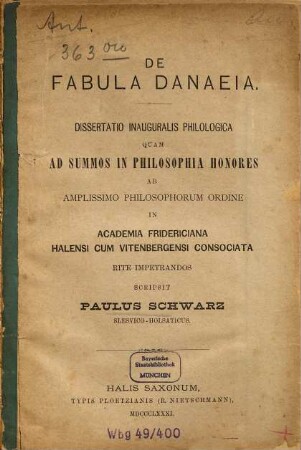 Ant.
363
DE
FABULA DANAEIA.
DISSERTATIO INAUGURALIS PHILOLOGICA
QUAM
AD SUMMOS IN PHILOSOPHIA HONORES
AB
AMPLISSIMO PHILOSOPHORUM ORDINE
IN
ACADEMIA FRIDERICIANA
HALENSI CUM VITENBERGENSI CONSOCIATA
RITE IMPETRANDOS
SCRIPSIT
PAULUS SCHWARZ
SLESVICO-HOLSATICUS.
Bayerische
Staatsbibliothek
MÜNCHEN
HALIS SAXONUM,
TYPIS PLOETZIANIS (R. NIETSCHMANN),
MDCCCLXXXI.
Wbg 49/400